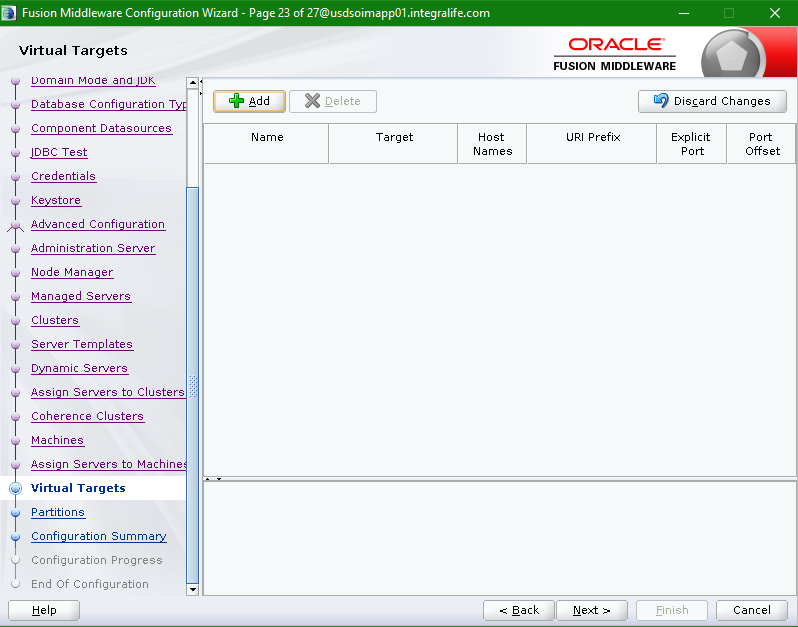 Fusion Middleware Configuration Wizard - Page 23 of 27@usdsoimapp01.integralife.com
Virtual Targets
ORACLE®
FUSION MIDDLEWARE
Domain Mode and JDK
Database Configuration Typ
Component Datasources
JDBC Test
Credentials
Keystore
Advanced Configuration
Administration Server
Node Manager
Managed Servers
Clusters
Server Templates
Dynamic Servers
Assign Servers to Clusters
Coherence Clusters
Machines
Assign Servers to Machines
Virtual Targets
Partitions
Configuration Summary
Configuration Progress
End Of Configuration
Add Delete Discard Changes
Name Target Host Names URI Prefix Explicit Port Port Offset
Help < Back Next > Finish Cancel